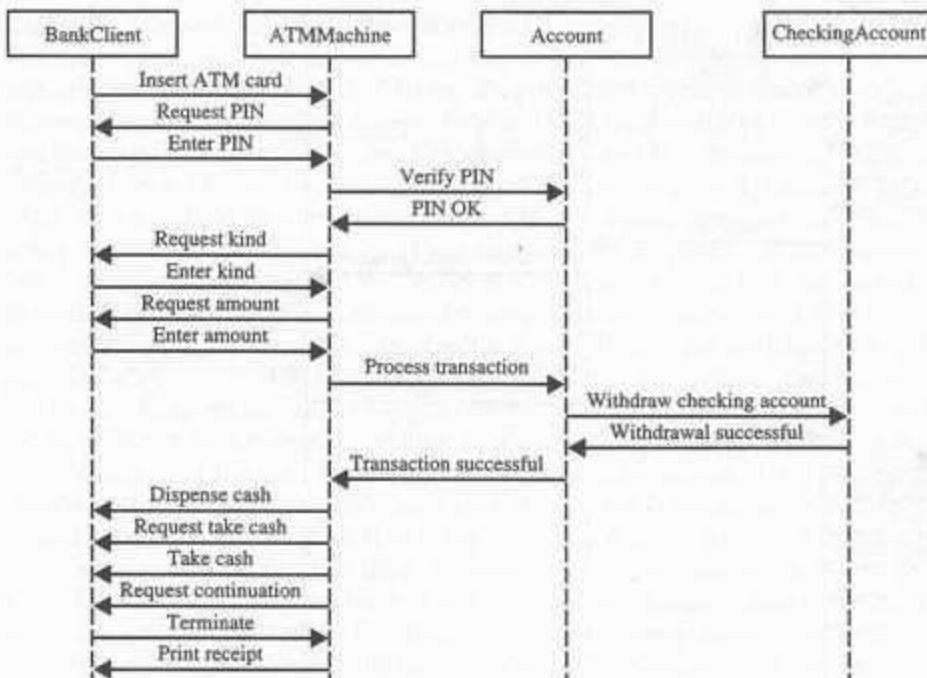 BankClient
ATMMachine
Account
CheckingAccount
Insert ATM card
Request PIN
Enter PIN
Verify PIN
PIN OK
Request kind
Enter kind
Request amount
Enter amount
Process transaction
Withdraw checking account
Withdrawal successful
Transaction successful
Dispense cash
Request take cash
Take cash
Request continuation
Terminate
Print receipt